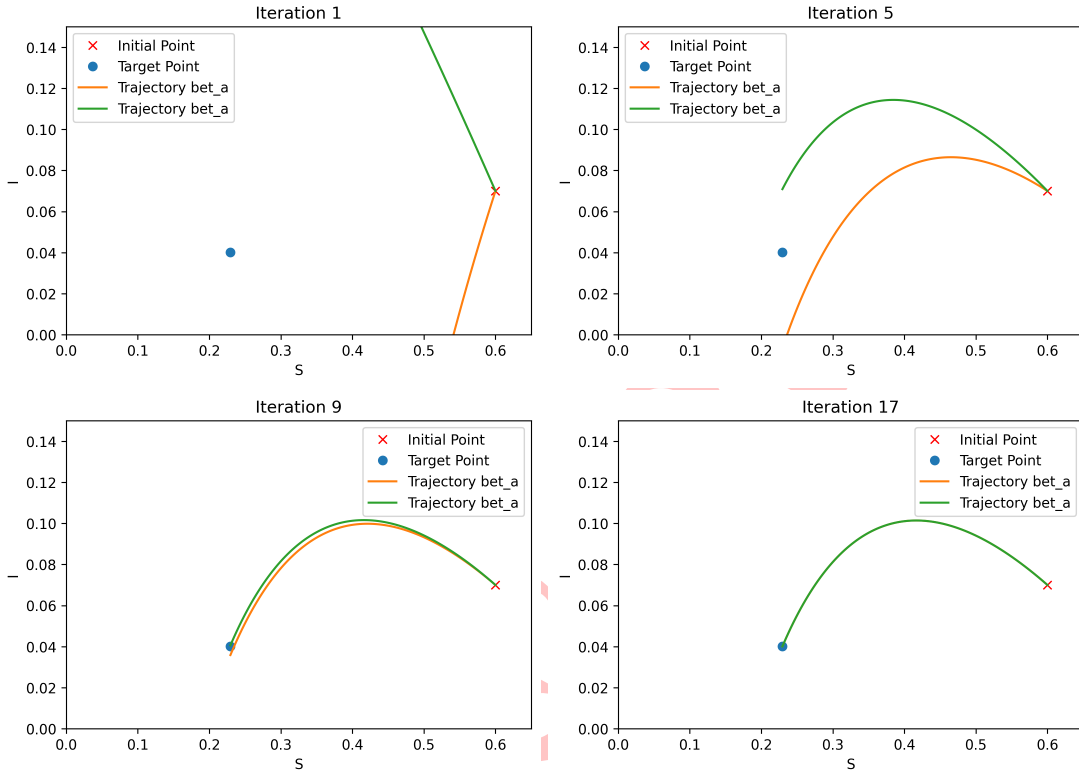 Iteration 1
Initial Point
Target Point
Trajectory bet_a
Trajectory bet_a
0.14
0.12
0.10
0.08
0.06
0.04
0.02
0.00
I
0.0 0.1 0.2 0.3 0.4 0.5 0.6
S
Iteration 5
Initial Point
Target Point
Trajectory bet_a
Trajectory bet_a
0.14
0.12
0.10
0.08
0.06
0.04
0.02
0.00
I
0.0 0.1 0.2 0.3 0.4 0.5 0.6
S
Iteration 9
Initial Point
Target Point
Trajectory bet_a
Trajectory bet_a
0.14
0.12
0.10
0.08
0.06
0.04
0.02
0.00
I
0.0 0.1 0.2 0.3 0.4 0.5 0.6
S
Iteration 17
Initial Point
Target Point
Trajectory bet_a
Trajectory bet_a
0.14
0.12
0.10
0.08
0.06
0.04
0.02
0.00
I
0.0 0.1 0.2 0.3 0.4 0.5 0.6
S